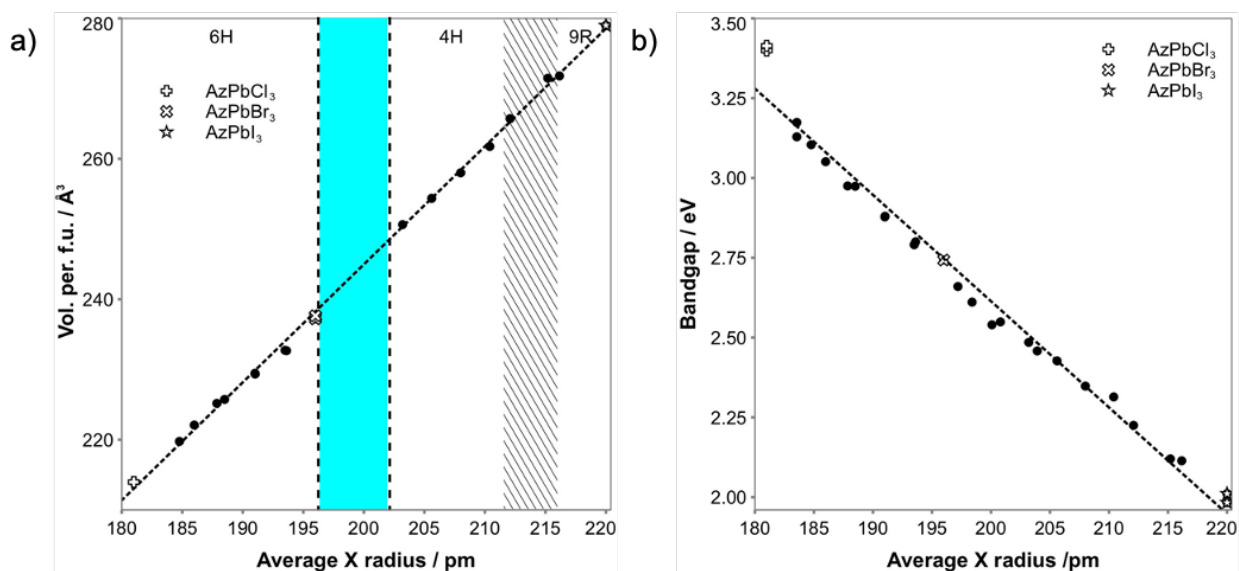 a)
280
260
240
220
Vol. per. f.u. / Å³
6H
4H
9R
AzPbCl₃
AzPbBr₃
AzPbI₃
180
185
190
195
200
205
210
215
220
Average X radius / pm
b)
3.50
3.25
3.00
2.75
2.50
2.25
2.00
Bandgap / eV
AzPbCl₃
AzPbBr₃
AzPbI₃
180
185
190
195
200
205
210
215
220
Average X radius /pm